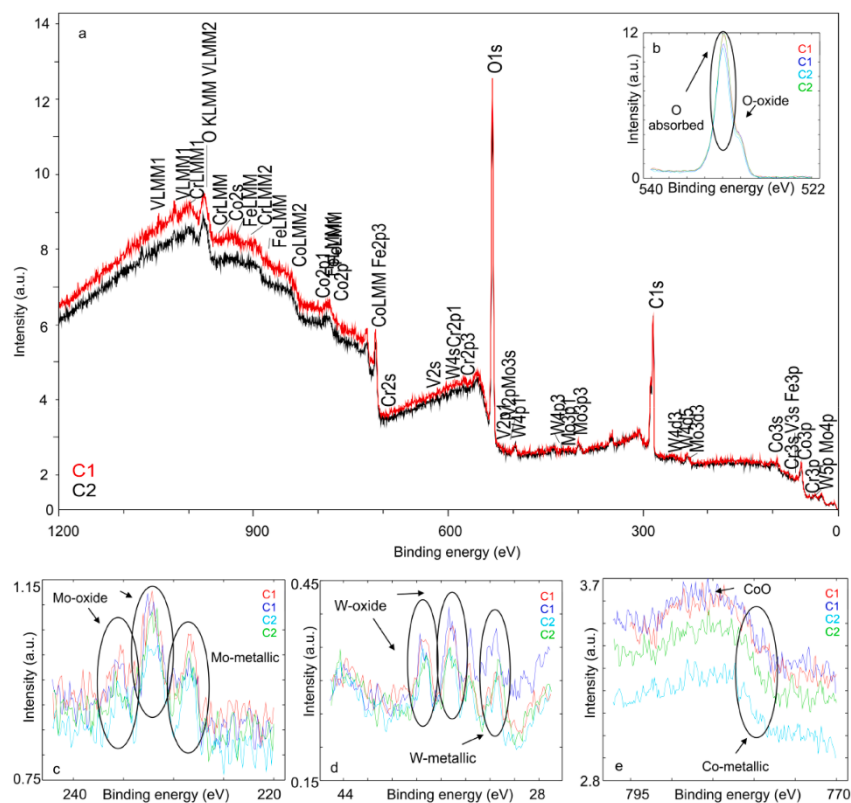 a
14
12
10
8
6
4
2
0
Intensity (a.u.)
1200
900
600
300
0
Binding energy (eV)
C1
C2
VLMM1
VLMM1
CrLMM1
O KLMM VLMM2
CrLMM
Co2s
FeLMM
CrLMM2
FeLMM
CoLMM2
Co2p1
Co2p
CoLMM Fe2p3
Cr2s
V2s
W4sCr2p1
Cr2p3
O1s
V2p1
V2pMo3s
W4p1
W4p3
Mo3p1
Mo3p3
C1s
W4d3
W4d5
Mo3d3
Co3s
Cr3s V3s Fe3p
Co3p
Cr3p
W5p Mo4p
b
12
0
Intensity (a.u.)
540
Binding energy (eV)
522
C1
C1
C2
C2
O
absorbed
O-oxide
c
1.15
0.75
Intensity (a.u.)
Mo-oxide
Mo-metallic
C1
C1
C2
C2
240
Binding energy (eV)
220
d
0.45
0.15
Intensity (a.u.)
W-oxide
W-metallic
C1
C1
C2
C2
44
Binding energy (eV)
28
e
3.7
2.8
Intensity (a.u.)
CoO
Co-metallic
C1
C1
C2
C2
795
Binding energy (eV)
770